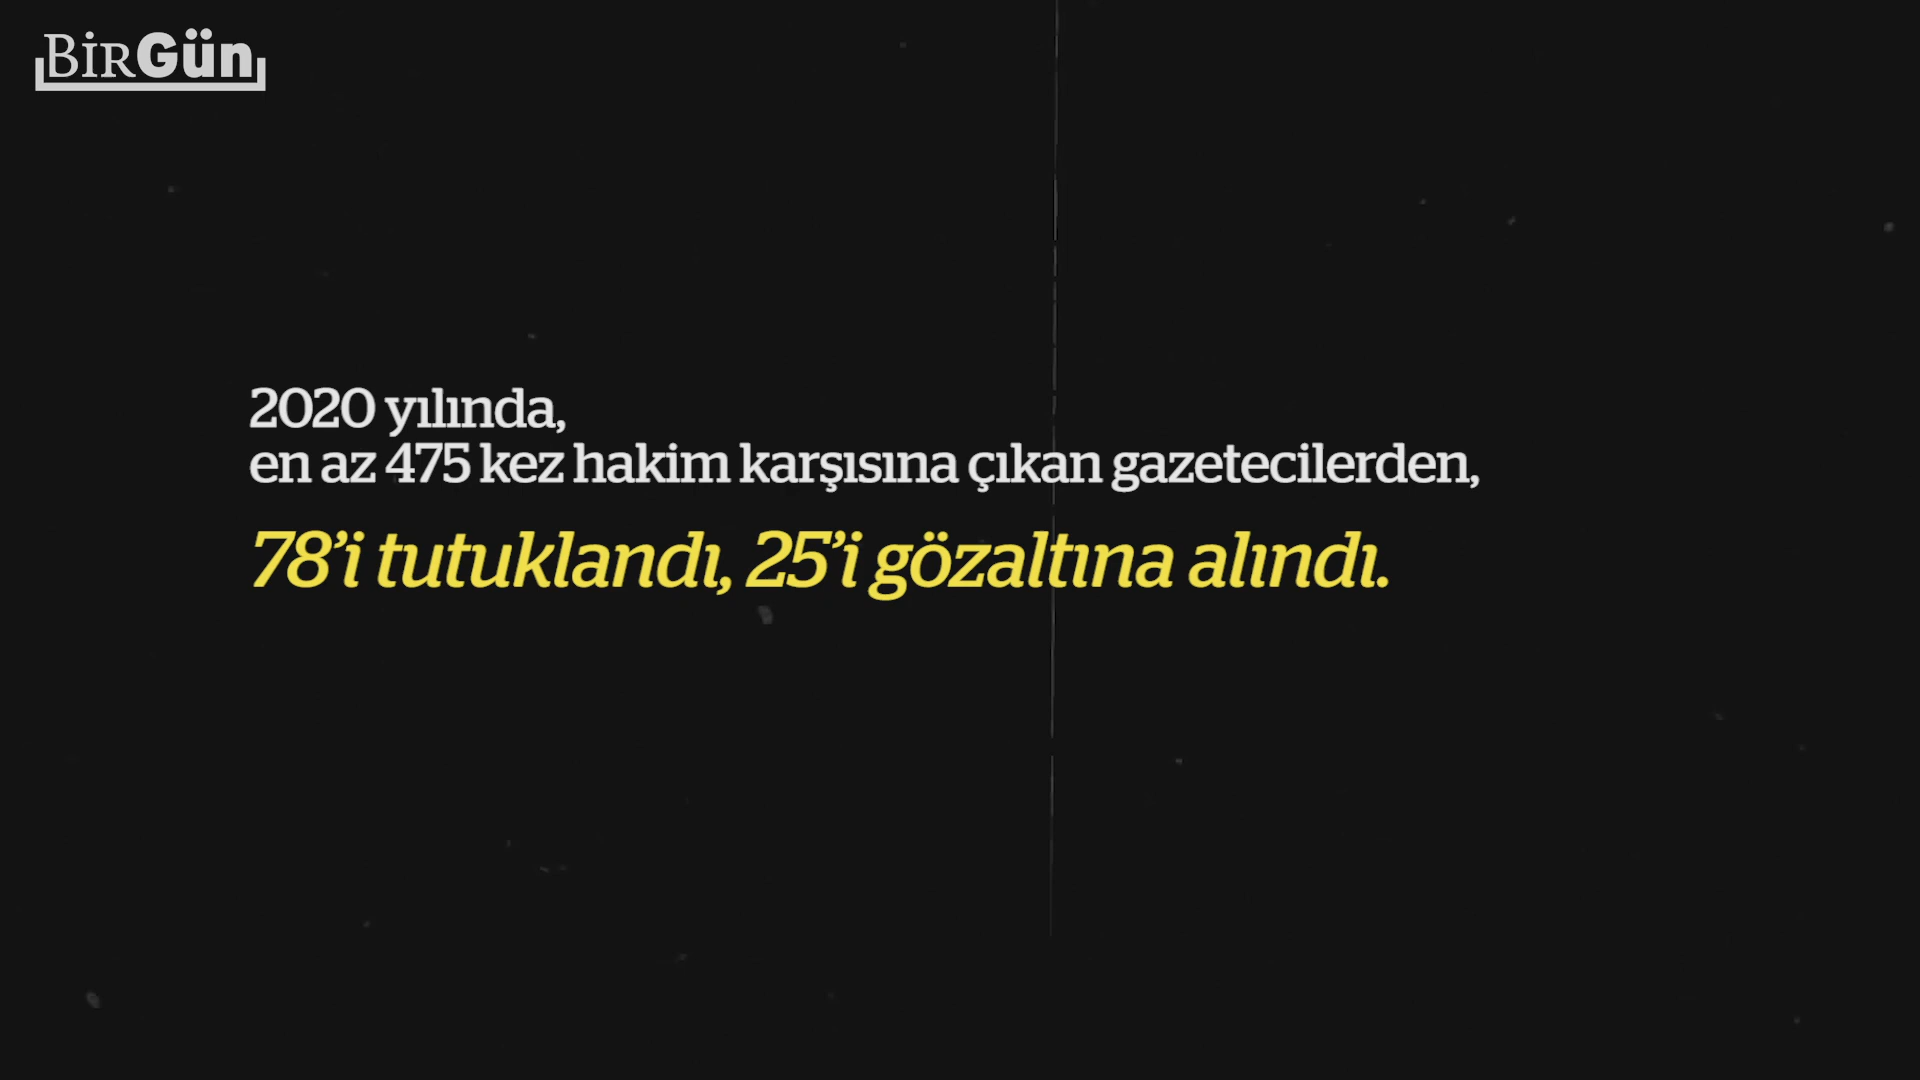 BirGün
2020 yılında,
en az 475 kez hakim karşısına çıkan gazetecilerden,
78’i tutuklandı, 25’i gözaltına alındı.